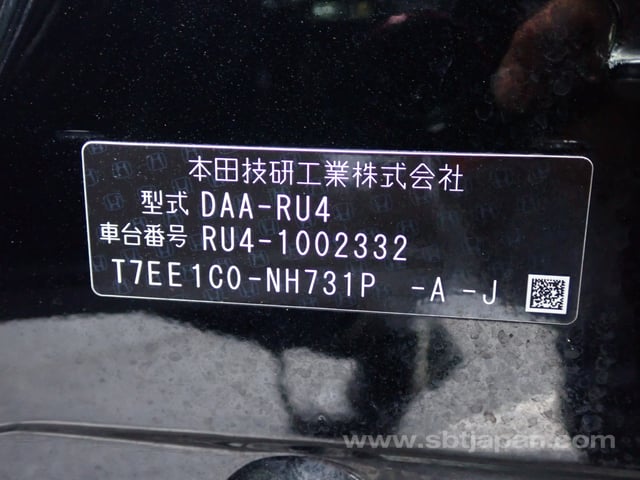 本田技研工業株式会社
型式 DAA-RU4
車台番号 RU4-1002332
T7EE1C0-NH731P -A -J
www.sbtjapan.com